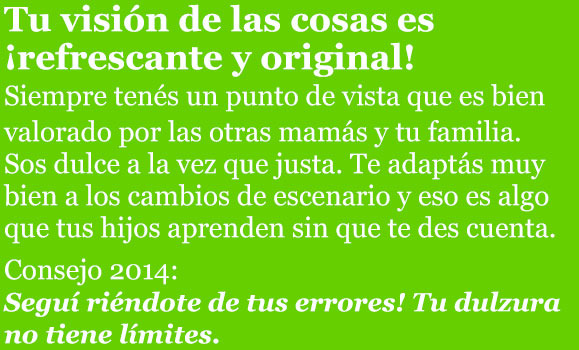 Tu visión de las cosas es
¡refrescante y original!
Siempre tenés un punto de vista que es bien
valorado por las otras mamás y tu familia.
Sos dulce a la vez que justa. Te adaptás muy
bien a los cambios de escenario y eso es algo
que tus hijos aprenden sin que te des cuenta.
Consejo 2014:
Seguí riéndote de tus errores! Tu dulzura
no tiene límites.